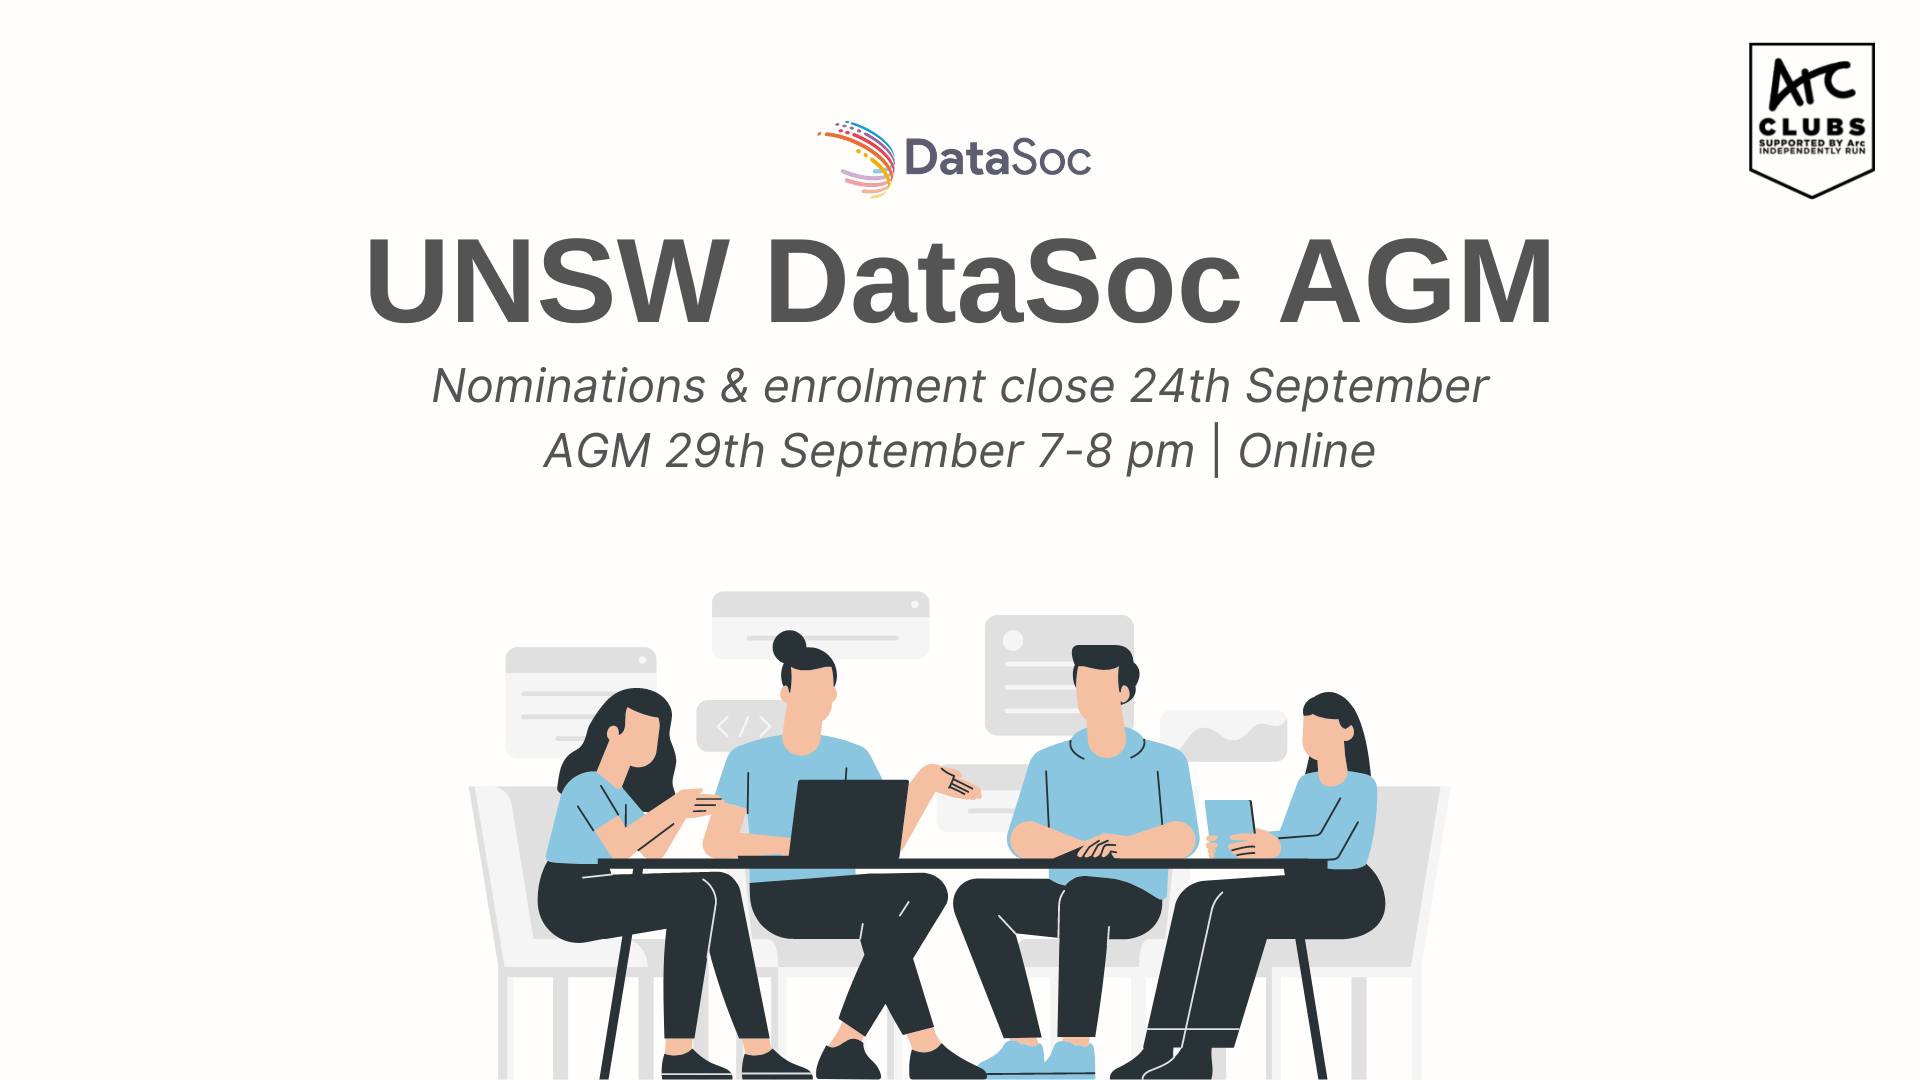 Arc
CLUBS
SUPPORTED BY Arc
INDEPENDENTLY RUN
DataSoc
UNSW DataSoc AGM
Nominations & enrolment close 24th September
AGM 29th September 7-8 pm | Online
</>